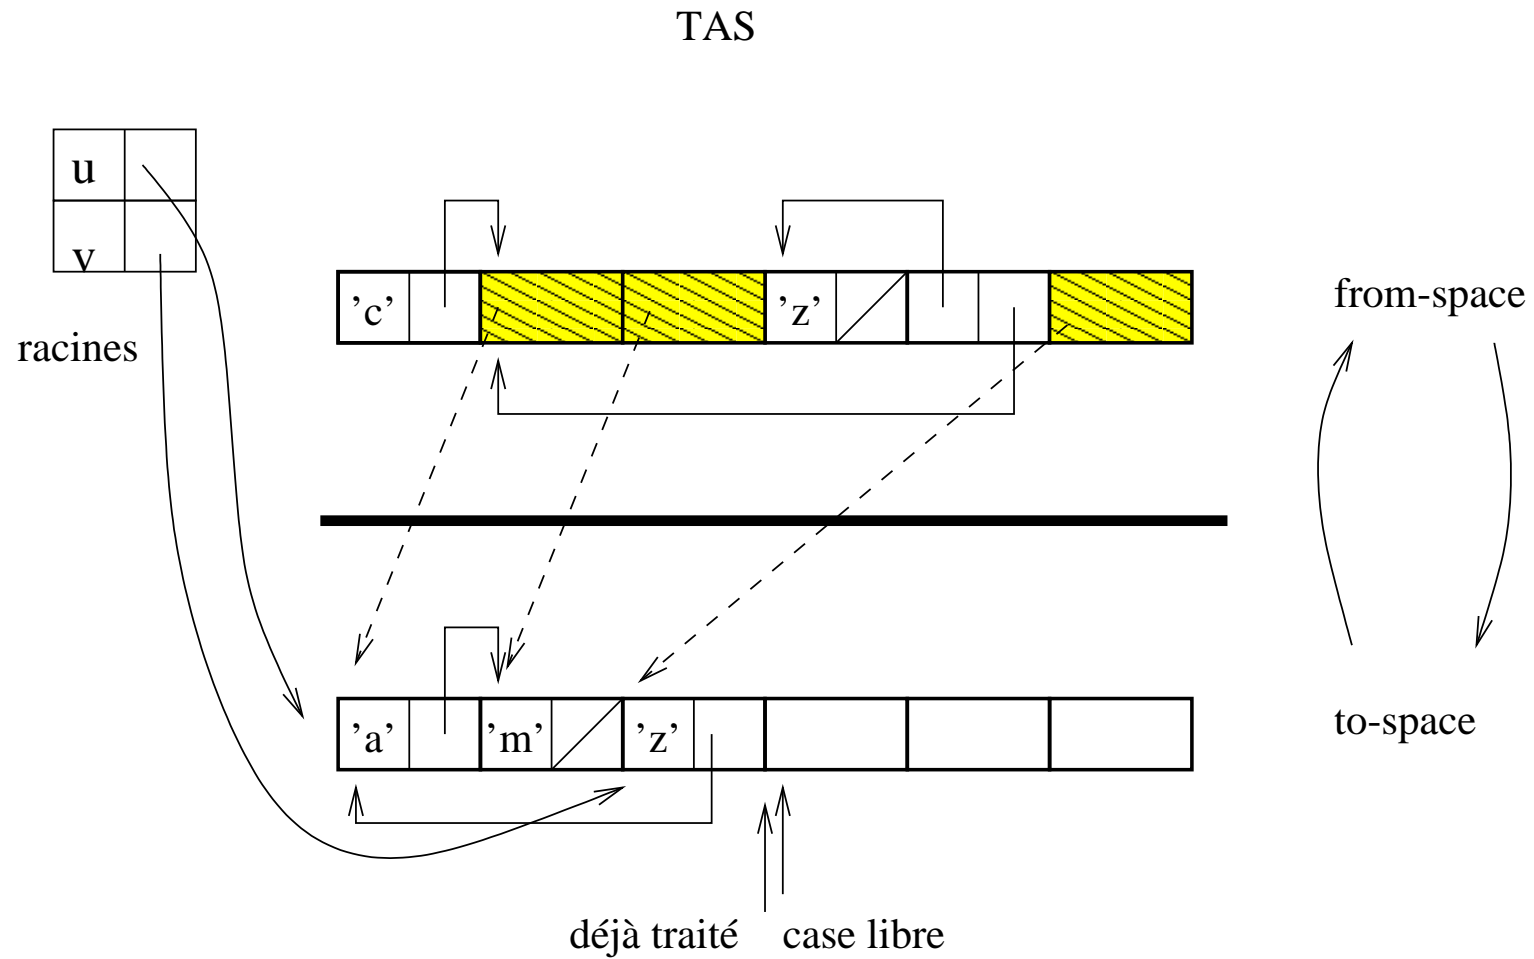 TAS
u
v
racines
’c’ ’z’
from-space
’a’ ’m’ ’z’
to-space
déjà traité case libre